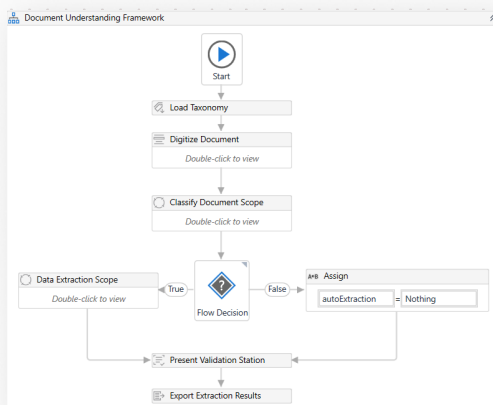 Document Understanding Framework
Start
Load Taxonomy
Digitize Document
Double-click to view
Classify Document Scope
Double-click to view
Data Extraction Scope
Double-click to view
True
Flow Decision
False
A+B Assign
autoExtraction = Nothing
Present Validation Station
Export Extraction Results